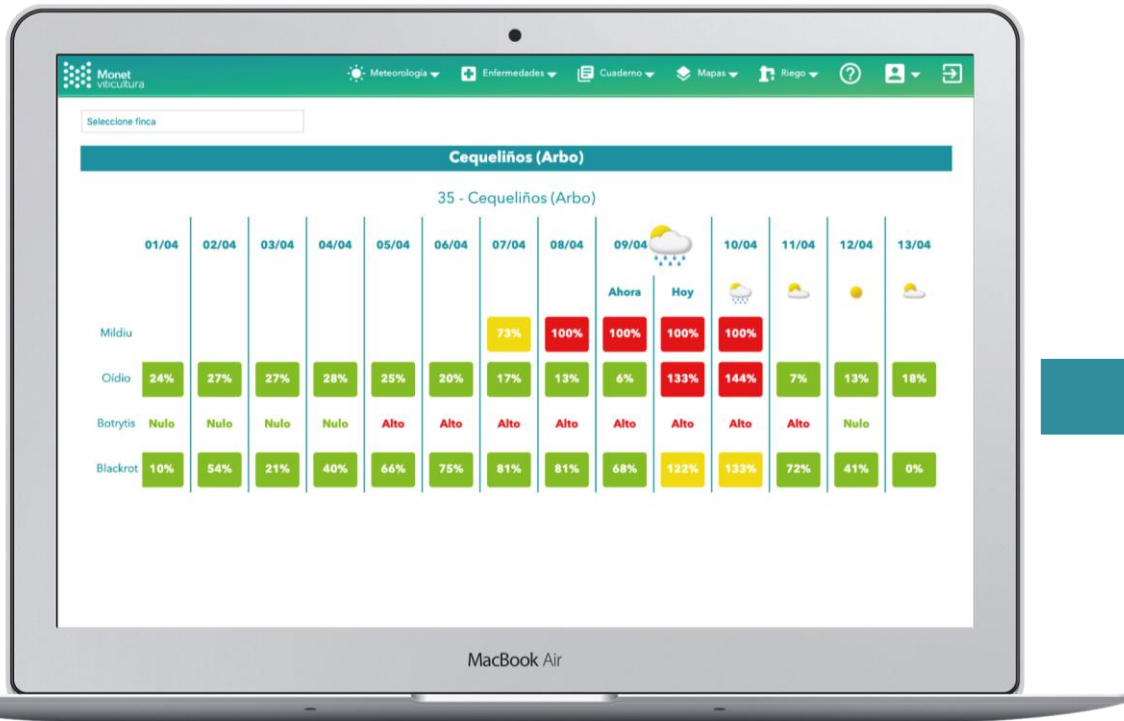 Monet
viticultura
Meteorología
Enfermedades
Cuaderno
Mapas
Riego
Seleccione finca
Cequeliños (Arbo)
35 - Cequeliños (Arbo)
01/04 02/04 03/04 04/04 05/04 06/04 07/04 08/04 09/04 10/04 11/04 12/04 13/04
Ahora Hoy
Mildiu 73% 100% 100% 100% 100%
Oídio 24% 27% 27% 28% 25% 20% 17% 13% 6% 133% 144% 7% 13% 18%
Botrytis Nulo Nulo Nulo Nulo Alto Alto Alto Alto Alto Alto Alto Alto Nulo
Blackrot 10% 54% 21% 40% 66% 75% 81% 81% 68% 122% 133% 72% 41% 0%
MacBook Air